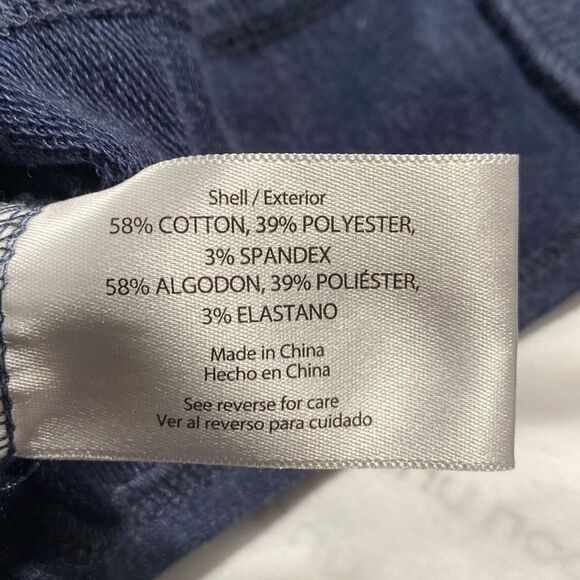 Shell / Exterior
58% COTTON, 39% POLYESTER,
3% SPANDEX
58% ALGODON, 39% POLIÉSTER,
3% ELASTANO
Made in China
Hecho en China
See reverse for care
Ver al reverso para cuidado